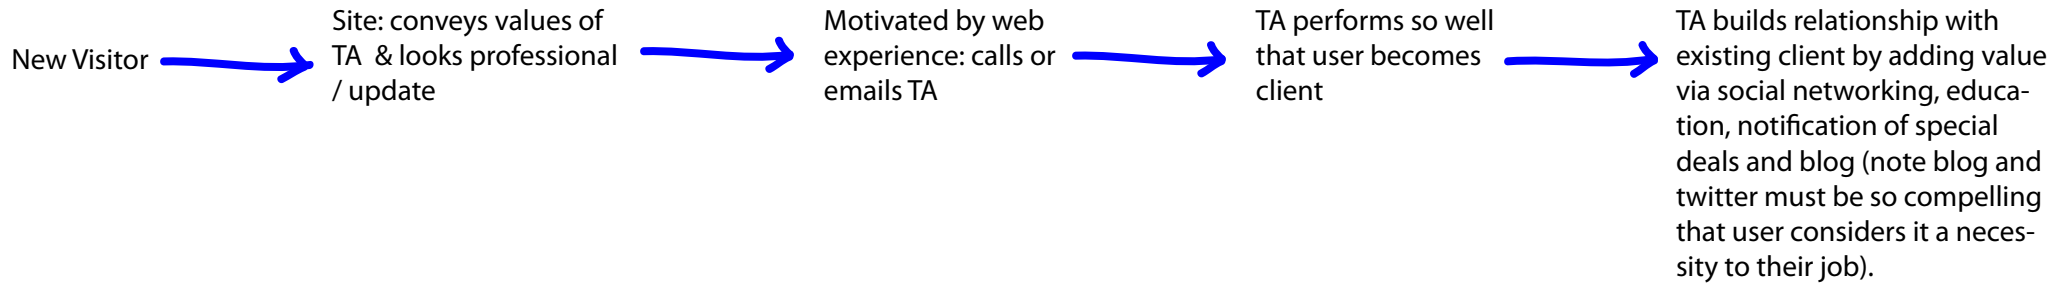 New Visitor
Site: conveys values of
TA & looks professional
/ update
Motivated by web
experience: calls or
emails TA
TA performs so well
that user becomes
client
TA builds relationship with
existing client by adding value
via social networking, educa-
tion, notification of special
deals and blog (note blog and
twitter must be so compelling
that user considers it a neces-
sity to their job).